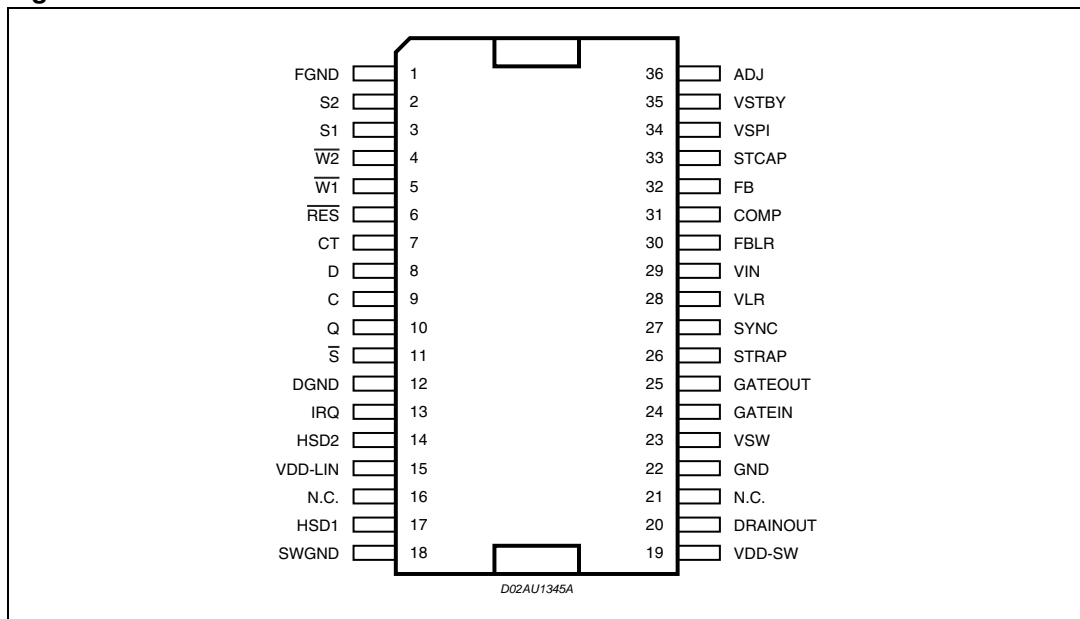 FGND 1 36 ADJ
S2 2 35 VSTBY
S1 3 34 VSPI
W̅2̅ 4 33 STCAP
W̅1̅ 5 32 FB
R̅E̅S̅ 6 31 COMP
CT 7 30 FBLR
D 8 29 VIN
C 9 28 VLR
Q 10 27 SYNC
S̅ 11 26 STRAP
DGND 12 25 GATEOUT
IRQ 13 24 GATEIN
HSD2 14 23 VSW
VDD-LIN 15 22 GND
N.C. 16 21 N.C.
HSD1 17 20 DRAINOUT
SWGND 18 19 VDD-SW
D02AU1345A